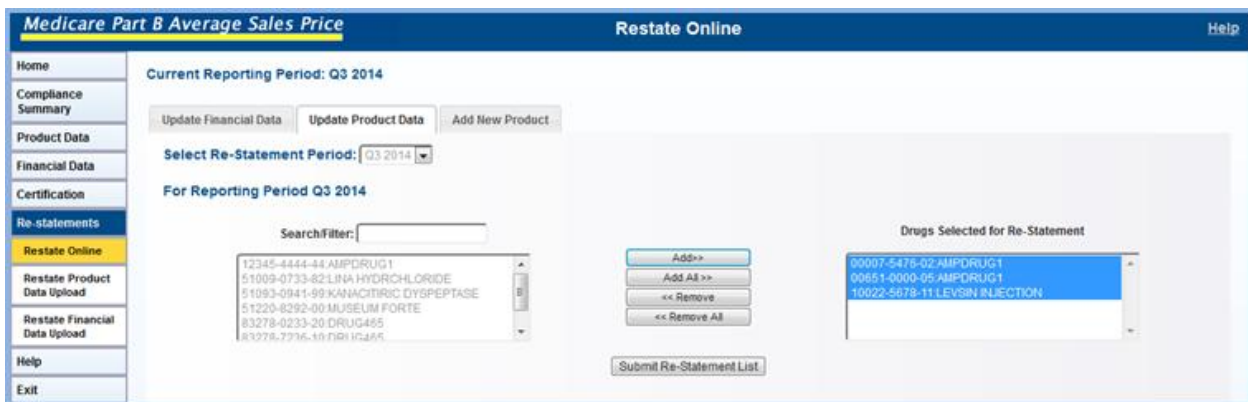 Medicare Part B Average Sales Price
Restate Online
Help
Home
Compliance
Summary
Product Data
Financial Data
Certification
Re-statements
Restate Online
Restate Product
Data Upload
Restate Financial
Data Upload
Help
Exit
Current Reporting Period: Q3 2014
Update Financial Data
Update Product Data
Add New Product
Select Re-Statement Period: Q3 2014
For Reporting Period Q3 2014
Search/Filter:
12345-4444-44:AMPDRUG1
51009-0733-82:LINA HYDRCHLORIDE
51093-0941-99:KANACITIRIC DYSPEPTASE
51220-8292-00:MUSEUM FORTE
83278-0233-20:DRUG465
83278-7236-10:DRUG465
Add>>
Add All >>
<< Remove
<< Remove All
Drugs Selected for Re-Statement
00007-5476-02:AMPDRUG1
00651-0000-05:AMPDRUG1
10022-5678-11:LEVSIN INJECTION
Submit Re-Statement List